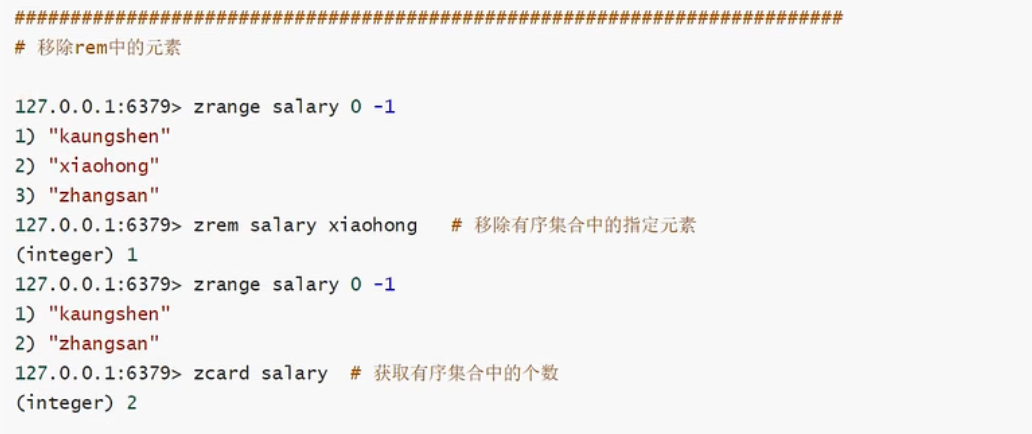 ##########################################################################
# 移除rem中的元素
127.0.0.1:6379> zrange salary 0 -1
1) "kaungshen"
2) "xiaohong"
3) "zhangsan"
127.0.0.1:6379> zrem salary xiaohong   # 移除有序集合中的指定元素
(integer) 1
127.0.0.1:6379> zrange salary 0 -1
1) "kaungshen"
2) "zhangsan"
127.0.0.1:6379> zcard salary  # 获取有序集合中的个数
(integer) 2